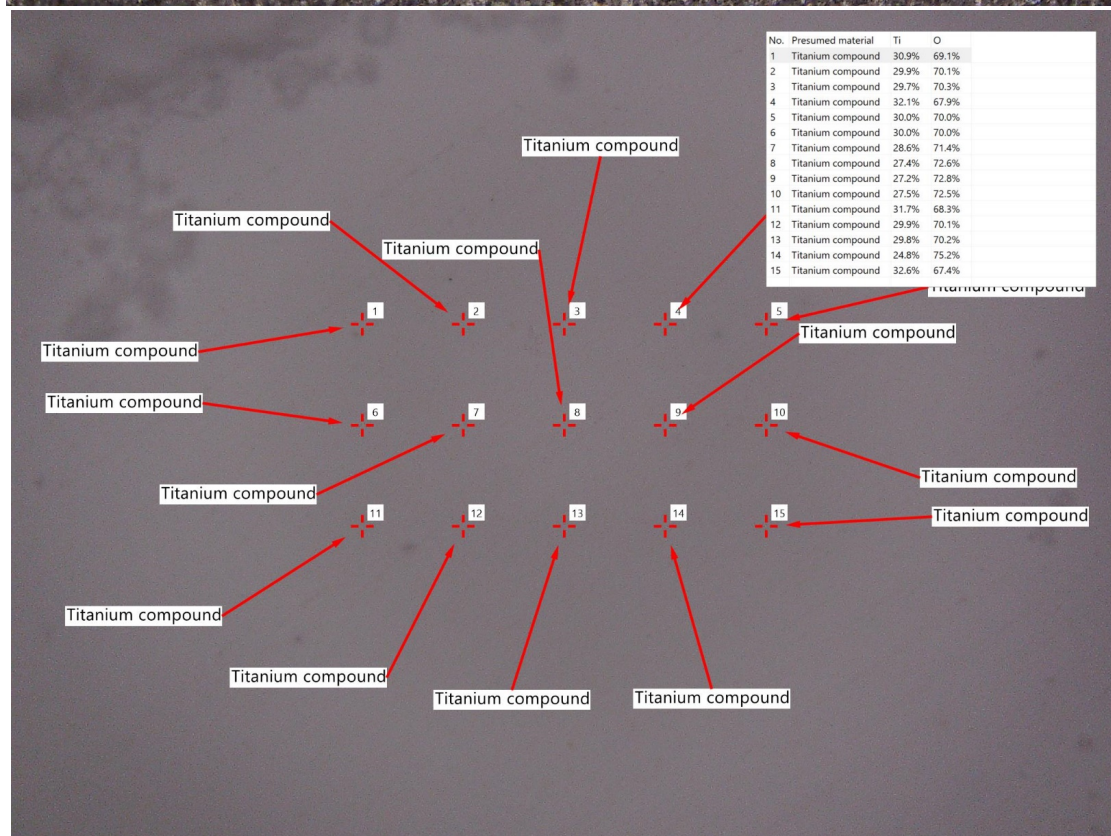 No. Presumed material Ti O
1 Titanium compound 30.9% 69.1%
2 Titanium compound 29.9% 70.1%
3 Titanium compound 29.7% 70.3%
4 Titanium compound 32.1% 67.9%
5 Titanium compound 30.0% 70.0%
6 Titanium compound 30.0% 70.0%
7 Titanium compound 28.6% 71.4%
8 Titanium compound 27.4% 72.6%
9 Titanium compound 27.2% 72.8%
10 Titanium compound 27.5% 72.5%
11 Titanium compound 31.7% 68.3%
12 Titanium compound 29.9% 70.1%
13 Titanium compound 29.8% 70.2%
14 Titanium compound 24.8% 75.2%
15 Titanium compound 32.6% 67.4%
Titanium compound
Titanium compound
Titanium compound
Titanium compound
1 2 3 4 5
Titanium compound
Titanium compound
Titanium compound
6 7 8 9 10
Titanium compound
Titanium compound
11 12 13 14 15
Titanium compound
Titanium compound
Titanium compound
Titanium compound
Titanium compound